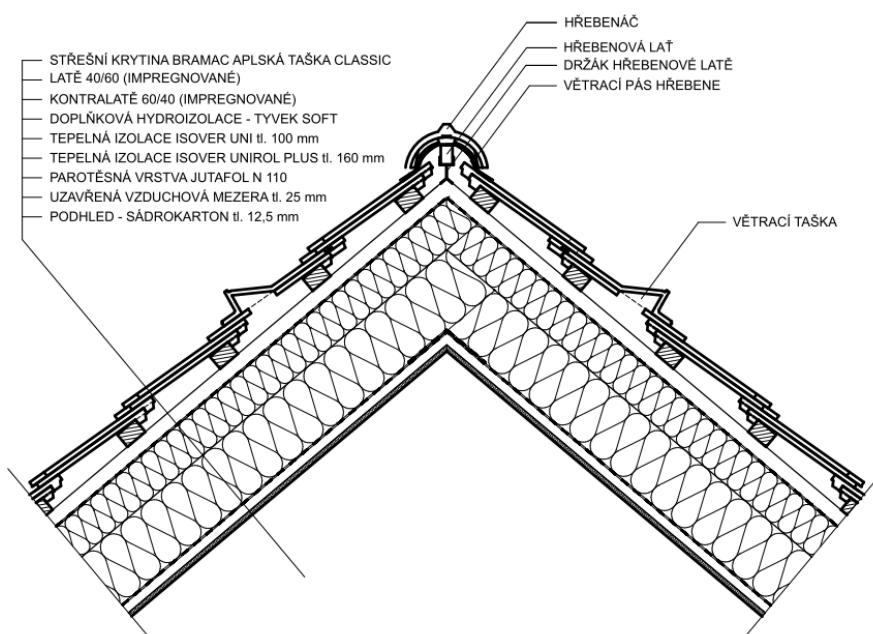 STŘEŠNÍ KRYTINA BRAMAC APLSKÁ TAŠKA CLASSIC
LATĚ 40/60 (IMPREGNOVANÉ)
KONTRALATĚ 60/40 (IMPREGNOVANÉ)
DOPLŇKOVÁ HYDROIZOLACE - TYVEK SOFT
TEPELNÁ IZOLACE ISOVER UNI tl. 100 mm
TEPELNÁ IZOLACE ISOVER UNIROL PLUS tl. 160 mm
PAROTĚSNÁ VRSTVA JUTAFOL N 110
UZAVŘENÁ VZDUCHOVÁ MEZERA tl. 25 mm
PODHLED - SÁDROKARTON tl. 12,5 mm
HŘEBENÁČ
HŘEBENOVÁ LAŤ
DRŽÁK HŘEBENOVÉ LATĚ
VĚTRACÍ PÁS HŘEBENE
VĚTRACÍ TAŠKA